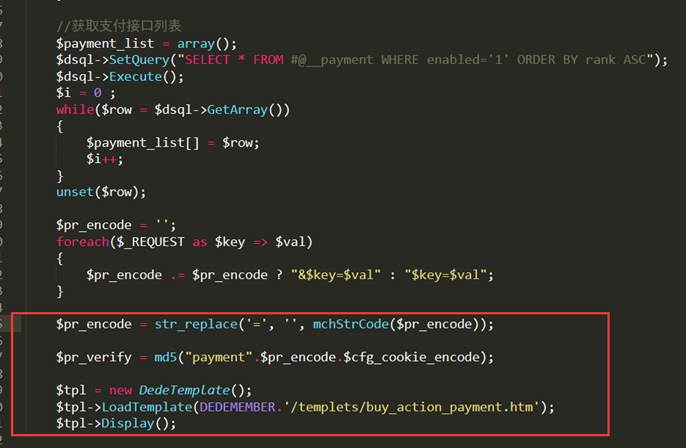 //获取支付接口列表
$payment_list = array();
$dsql->SetQuery("SELECT * FROM #@__payment WHERE enabled='1' ORDER BY rank ASC");
$dsql->Execute();
$i = 0 ;
while($row = $dsql->GetArray())
{
$payment_list[] = $row;
$i++;
}
unset($row);
$pr_encode = '';
foreach($_REQUEST as $key => $val)
{
$pr_encode .= $pr_encode ? "&$key=$val" : "$key=$val";
}
$pr_encode = str_replace('=', '', mchStrCode($pr_encode));
$pr_verify = md5("payment".$pr_encode.$cfg_cookie_encode);
$tpl = new DedeTemplate();
$tpl->LoadTemplate(DEDEMEMBER.'/templets/buy_action_payment.htm');
$tpl->Display();